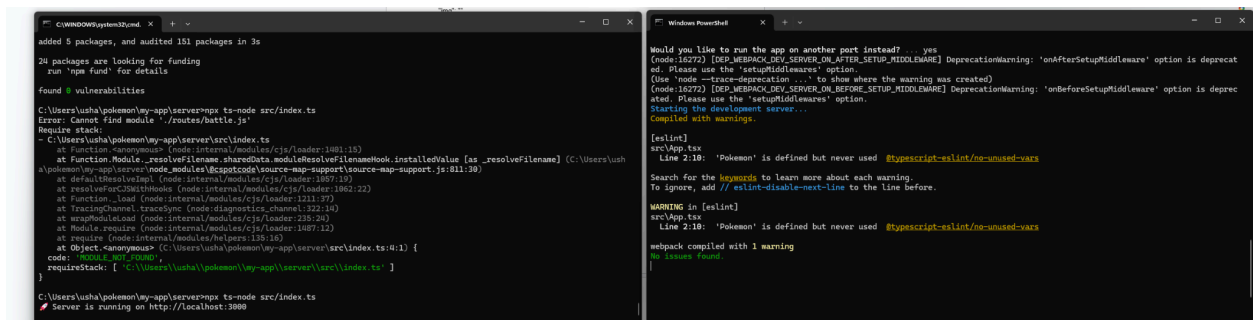 "img": ""
C:\WINDOWS\system32\cmd.
added 5 packages, and audited 151 packages in 3s
24 packages are looking for funding
run `npm fund` for details
found 0 vulnerabilities
C:\Users\usha\pokemon\my-app\server>npx ts-node src/index.ts
Error: Cannot find module './routes/battle.js'
Require stack:
- C:\Users\usha\pokemon\my-app\server\src\index.ts
at Function.<anonymous> (node:internal/modules/cjs/loader:1401:15)
at Function.Module._resolveFilename.sharedData.moduleResolveFilenameHook.installedValue [as _resolveFilename] (C:\Users\ush
a\pokemon\my-app\server\node_modules\@cspotcode\source-map-support\source-map-support.js:811:30)
at defaultResolveImpl (node:internal/modules/cjs/loader:1057:19)
at resolveForCJSWithHooks (node:internal/modules/cjs/loader:1062:22)
at Function._load (node:internal/modules/cjs/loader:1211:37)
at TracingChannel.traceSync (node:diagnostics_channel:322:14)
at wrapModuleLoad (node:internal/modules/cjs/loader:235:24)
at Module.require (node:internal/modules/cjs/loader:1487:12)
at require (node:internal/modules/helpers:135:16)
at Object.<anonymous> (C:\Users\usha\pokemon\my-app\server\src\index.ts:4:1) {
code: 'MODULE_NOT_FOUND',
requireStack: [ 'C:\\Users\\usha\\pokemon\\my-app\\server\\src\\index.ts' ]
}
C:\Users\usha\pokemon\my-app\server>npx ts-node src/index.ts
🚀 Server is running on http://localhost:3000
Windows PowerShell
Would you like to run the app on another port instead? ... yes
(node:16272) [DEP_WEBPACK_DEV_SERVER_ON_AFTER_SETUP_MIDDLEWARE] DeprecationWarning: 'onAfterSetupMiddleware' option is deprecat
ed. Please use the 'setupMiddlewares' option.
(Use `node --trace-deprecation ...` to show where the warning was created)
(node:16272) [DEP_WEBPACK_DEV_SERVER_ON_BEFORE_SETUP_MIDDLEWARE] DeprecationWarning: 'onBeforeSetupMiddleware' option is deprec
ated. Please use the 'setupMiddlewares' option.
Starting the development server...
Compiled with warnings.
[eslint]
src\App.tsx
Line 2:10:  'Pokemon' is defined but never used  @typescript-eslint/no-unused-vars
Search for the keywords to learn more about each warning.
To ignore, add // eslint-disable-next-line to the line before.
WARNING in [eslint]
src\App.tsx
Line 2:10:  'Pokemon' is defined but never used  @typescript-eslint/no-unused-vars
webpack compiled with 1 warning
No issues found.